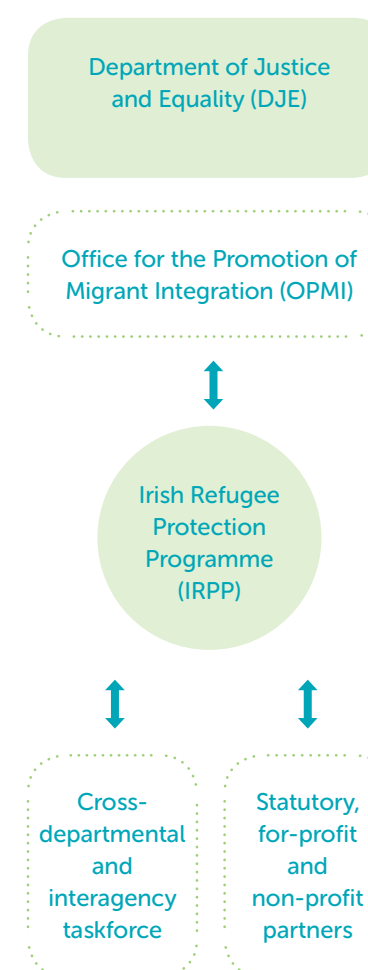 Department of Justice
and Equality (DJE)
Office for the Promotion of
Migrant Integration (OPMI)
Irish Refugee
Protection
Programme
(IRPP)
Cross-
departmental
and
interagency
taskforce
Statutory,
for-profit
and
non-profit
partners